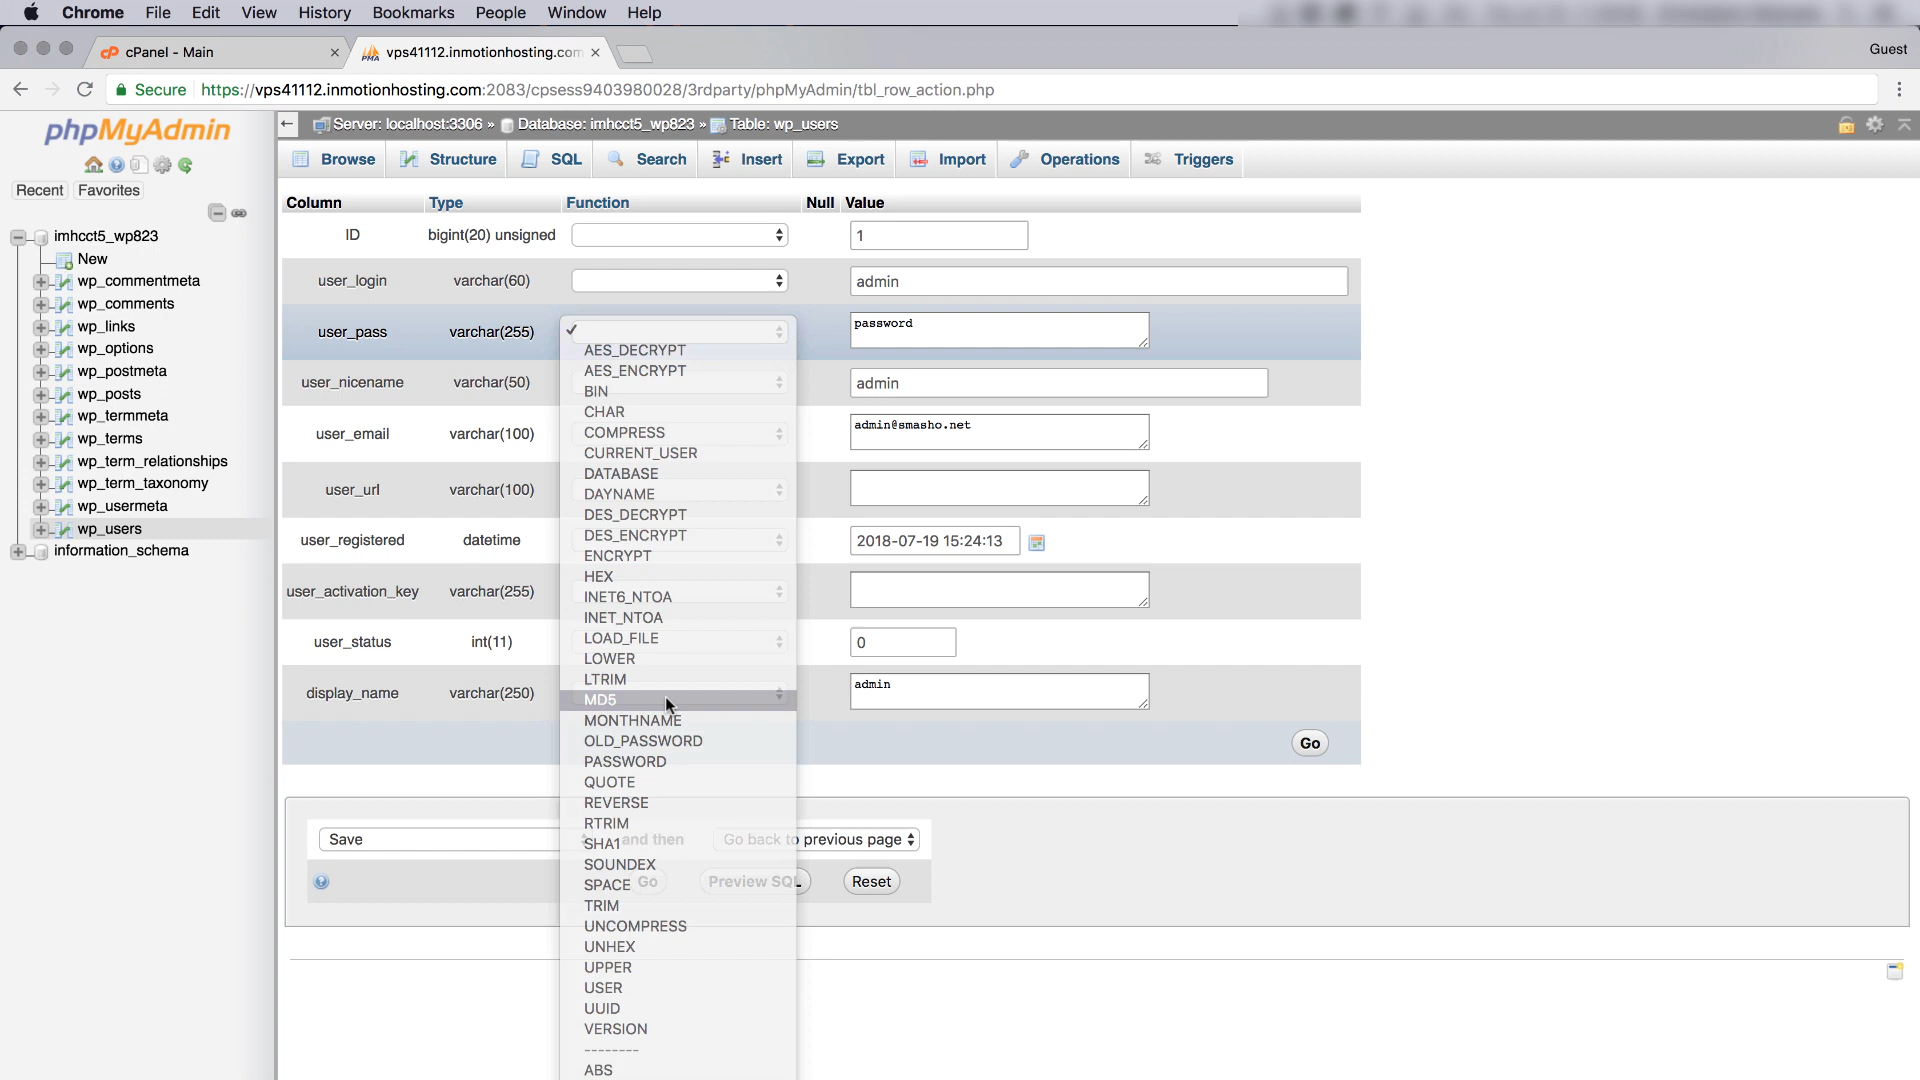 Chrome File Edit View History Bookmarks People Window Help
cPanel - Main
vps41112.inmotionhosting.com
Guest
Secure https://vps41112.inmotionhosting.com:2083/cpsess9403980028/3rdparty/phpMyAdmin/tbl_row_action.php
phpMyAdmin
Recent Favorites
imhcct5_wp823
New
wp_commentmeta
wp_comments
wp_links
wp_options
wp_postmeta
wp_posts
wp_termmeta
wp_terms
wp_term_relationships
wp_term_taxonomy
wp_usermeta
wp_users
information_schema
Server: localhost:3306 » Database: imhcct5_wp823 » Table: wp_users
Browse Structure SQL Search Insert Export Import Operations Triggers
Column Type Function Null Value
ID bigint(20) unsigned 1
user_login varchar(60) admin
user_pass varchar(255) ✓ password
user_nicename varchar(50) admin
user_email varchar(100) admin@smasho.net
user_url varchar(100)
user_registered datetime 2018-07-19 15:24:13
user_activation_key varchar(255)
user_status int(11) 0
display_name varchar(250) admin
Go
AES_DECRYPT
AES_ENCRYPT
BIN
CHAR
COMPRESS
CURRENT_USER
DATABASE
DAYNAME
DES_DECRYPT
DES_ENCRYPT
ENCRYPT
HEX
INET6_NTOA
INET_NTOA
LOAD_FILE
LOWER
LTRIM
MD5
MONTHNAME
OLD_PASSWORD
PASSWORD
QUOTE
REVERSE
RTRIM
SHA1
SOUNDEX
SPACE
TRIM
UNCOMPRESS
UNHEX
UPPER
USER
UUID
VERSION
--------
ABS
Save and then Go back to previous page
Go Preview SQL Reset